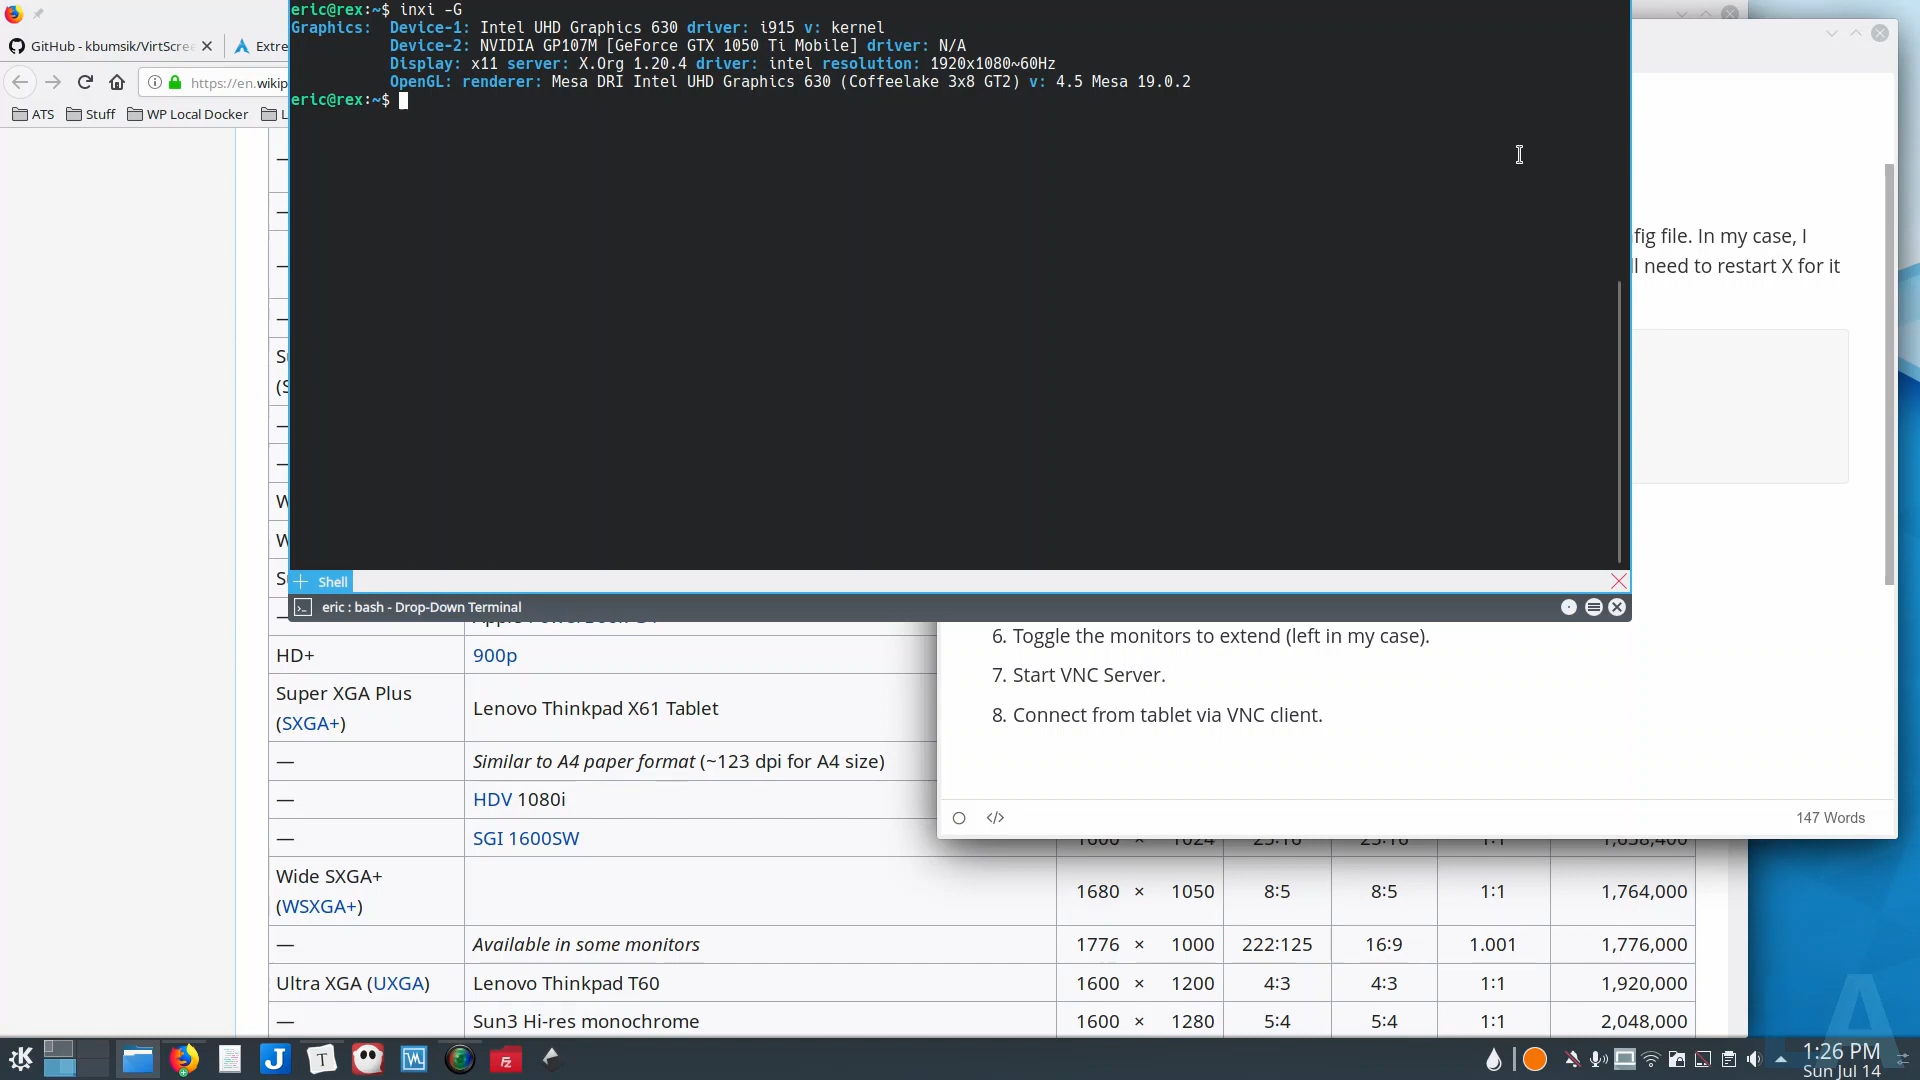 eric@rex:~$ inxi -G
Graphics: Device-1: Intel UHD Graphics 630 driver: i915 v: kernel
Device-2: NVIDIA GP107M [GeForce GTX 1050 Ti Mobile] driver: N/A
Display: x11 server: X.Org 1.20.4 driver: intel resolution: 1920x1080~60Hz
OpenGL: renderer: Mesa DRI Intel UHD Graphics 630 (Coffeelake 3x8 GT2) v: 4.5 Mesa 19.0.2
eric@rex:~$
GitHub - kbumsik/VirtScree
Extre
https://en.wikip
ATS Stuff WP Local Docker
fig file. In my case, I
need to restart X for it
+ Shell
eric : bash - Drop-Down Terminal
6. Toggle the monitors to extend (left in my case).
7. Start VNC Server.
8. Connect from tablet via VNC client.
</> 147 Words
HD+ 900p
Super XGA Plus
(SXGA+) Lenovo Thinkpad X61 Tablet
— Similar to A4 paper format (~123 dpi for A4 size)
— HDV 1080i
— SGI 1600SW
Wide SXGA+
(WSXGA+) 1680 × 1050 8:5 8:5 1:1 1,764,000
— Available in some monitors 1776 × 1000 222:125 16:9 1.001 1,776,000
Ultra XGA (UXGA) Lenovo Thinkpad T60 1600 × 1200 4:3 4:3 1:1 1,920,000
— Sun3 Hi-res monochrome 1600 × 1280 5:4 5:4 1:1 2,048,000
1:26 PM
Sun Jul 14